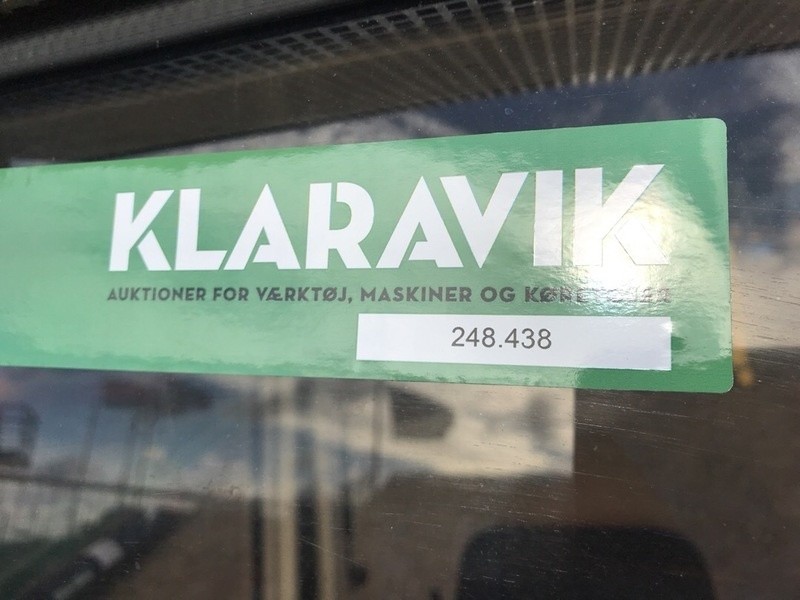 KLARAVIK
AUKTIONER FOR VÆRKTØJ, MASKINER OG
248.438